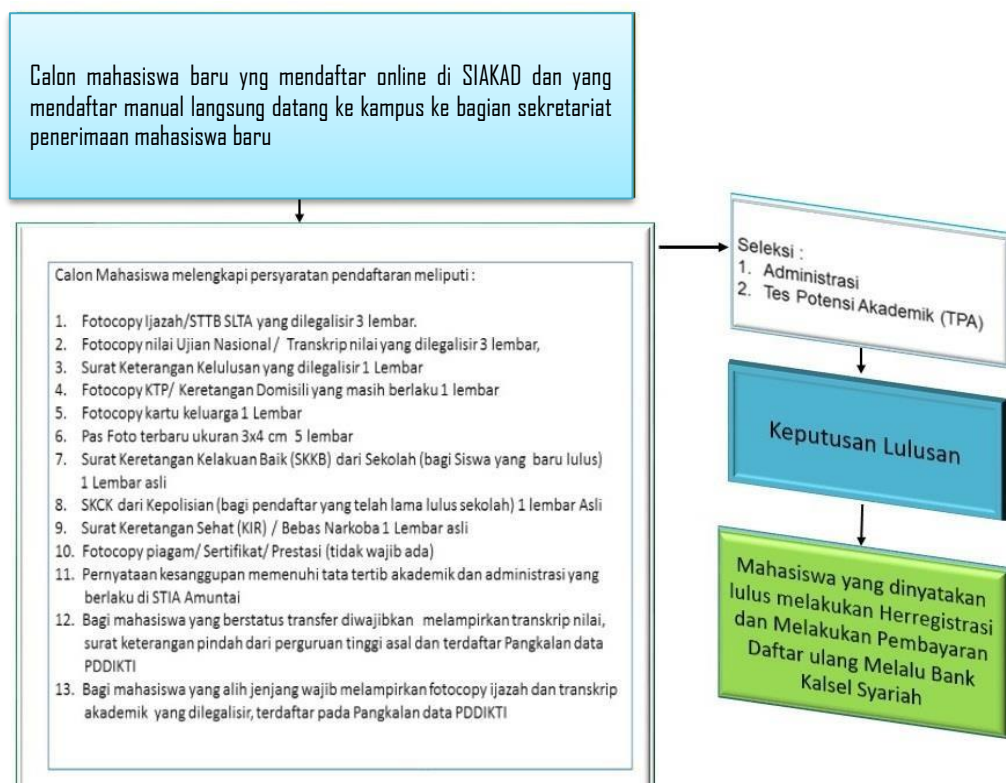 Calon mahasiswa baru yng mendaftar online di SIAKAD dan yang
mendaftar manual langsung datang ke kampus ke bagian sekretariat
penerimaan mahasiswa baru
Calon Mahasiswa melengkapi persyaratan pendaftaran meliputi :
1. Fotocopy Ijazah/STTB SLTA yang dilegalisir 3 lembar.
2. Fotocopy nilai Ujian Nasional / Transkrip nilai yang dilegalisir 3 lembar,
3. Surat Keterangan Kelulusan yang dilegalisir 1 Lembar
4. Fotocopy KTP/ Keretangan Domisili yang masih berlaku 1 lembar
5. Fotocopy kartu keluarga 1 Lembar
6. Pas Foto terbaru ukuran 3x4 cm 5 lembar
7. Surat Keretangan Kelakuan Baik (SKKB) dari Sekolah (bagi Siswa yang baru lulus)
1 Lembar asli
8. SKCK dari Kepolisian (bagi pendaftar yang telah lama lulus sekolah) 1 lembar Asli
9. Surat Keretangan Sehat (KIR) / Bebas Narkoba 1 Lembar asli
10. Fotocopy piagam/ Sertifikat/ Prestasi (tidak wajib ada)
11. Pernyataan kesanggupan memenuhi tata tertib akademik dan administrasi yang
berlaku di STIA Amuntai
12. Bagi mahasiswa yang berstatus transfer diwajibkan melampirkan transkrip nilai,
surat keterangan pindah dari perguruan tinggi asal dan terdaftar Pangkalan data
PDDIKTI
13. Bagi mahasiswa yang alih jenjang wajib melampirkan fotocopy ijazah dan transkrip
akademik yang dilegalisir, terdaftar pada Pangkalan data PDDIKTI
Seleksi :
1. Administrasi
2. Tes Potensi Akademik (TPA)
Keputusan Lulusan
Mahasiswa yang dinyatakan
lulus melakukan Herregistrasi
dan Melakukan Pembayaran
Daftar ulang Melalu Bank
Kalsel Syariah